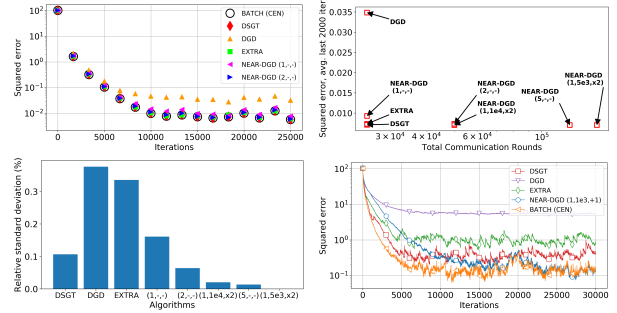 Squared error
10²
10¹
10⁰
10⁻¹
10⁻²
0 5000 10000 15000 20000 25000
Iterations
BATCH (CEN)
DSGT
DGD
EXTRA
NEAR-DGD (1,-,-)
NEAR-DGD (2,-,-)
Squared error, avg. last 2000 iter
0.035
0.030
0.025
0.020
0.015
0.010
DGD
NEAR-DGD
(1,-,-)
EXTRA
DSGT
NEAR-DGD
(2,-,-)
NEAR-DGD
(1,1e4,x2)
NEAR-DGD
(5,-,-)
NEAR-DGD
(1,5e3,x2)
3 × 10⁴ 4 × 10⁴ 6 × 10⁴ 10⁵
Total Communication Rounds
Relative standard deviation (%)
0.3
0.2
0.1
0.0
DSGT DGD EXTRA (1,-,-) (2,-,-) (1,1e4,x2) (5,-,-) (1,5e3,x2)
Algorithms
Squared error
10²
10¹
10⁰
10⁻¹
0 5000 10000 15000 20000 25000 30000
Iterations
DSGT
DGD
EXTRA
NEAR-DGD (1,1e3,+1)
BATCH (CEN)